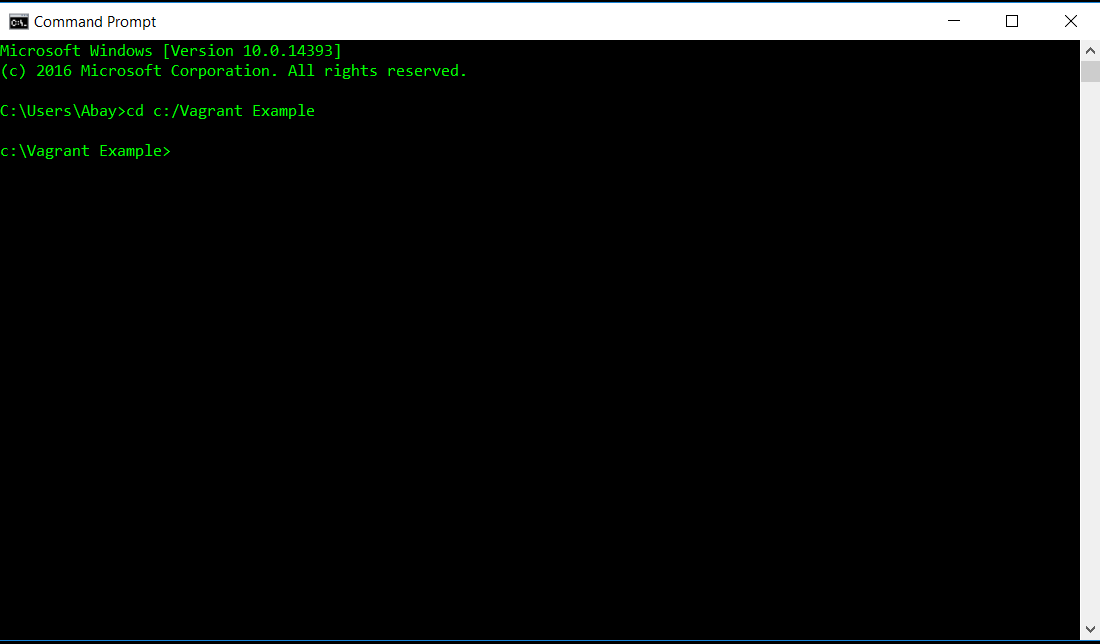 Command Prompt
Microsoft Windows [Version 10.0.14393]
(c) 2016 Microsoft Corporation. All rights reserved.
C:\Users\Abay>cd c:/Vagrant Example
c:\Vagrant Example>